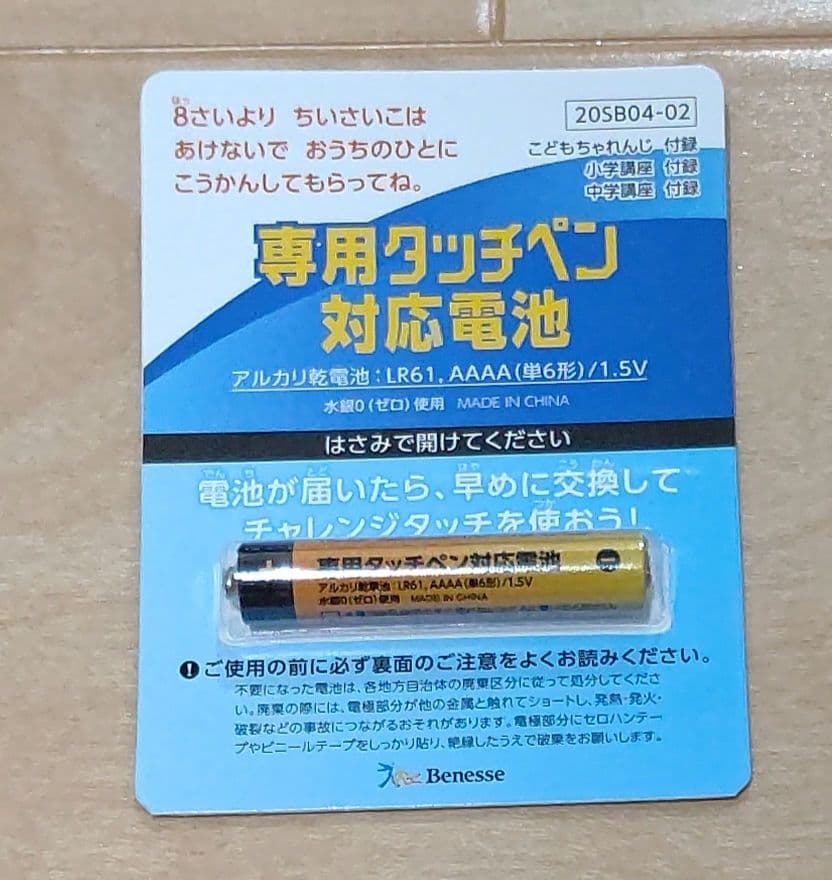 8さいより ちいさいこは
あけないで おうちのひとに
こうかんしてもらってね。
20SB04-02
こどもちゃれんじ 付録
小学講座 付録
中学講座 付録
専用タッチペン
対応電池
アルカリ乾電池：LR61, AAAA（単6形）/1.5V
水銀0（ゼロ）使用 MADE IN CHINA
はさみで開けてください
電池が届いたら、早めに交換して
チャレンジタッチを使おう!
専用タッチペン対応電池
アルカリ乾電池：LR61, AAAA（単6形）/1.5V
水銀0（ゼロ）使用 MADE IN CHINA
ご使用の前に必ず裏面のご注意をよくお読みください。
不要になった電池は、各地方自治体の廃棄区分に従って処分してくださ
い。廃棄の際には、電極部分が他の金属と触れてショートし、発熱・発火・
破裂などの事故につながるおそれがあります。電極部分にセロハンテー
プやビニールテープをしっかり貼り、絶縁したうえで破棄をお願いします。
Benesse